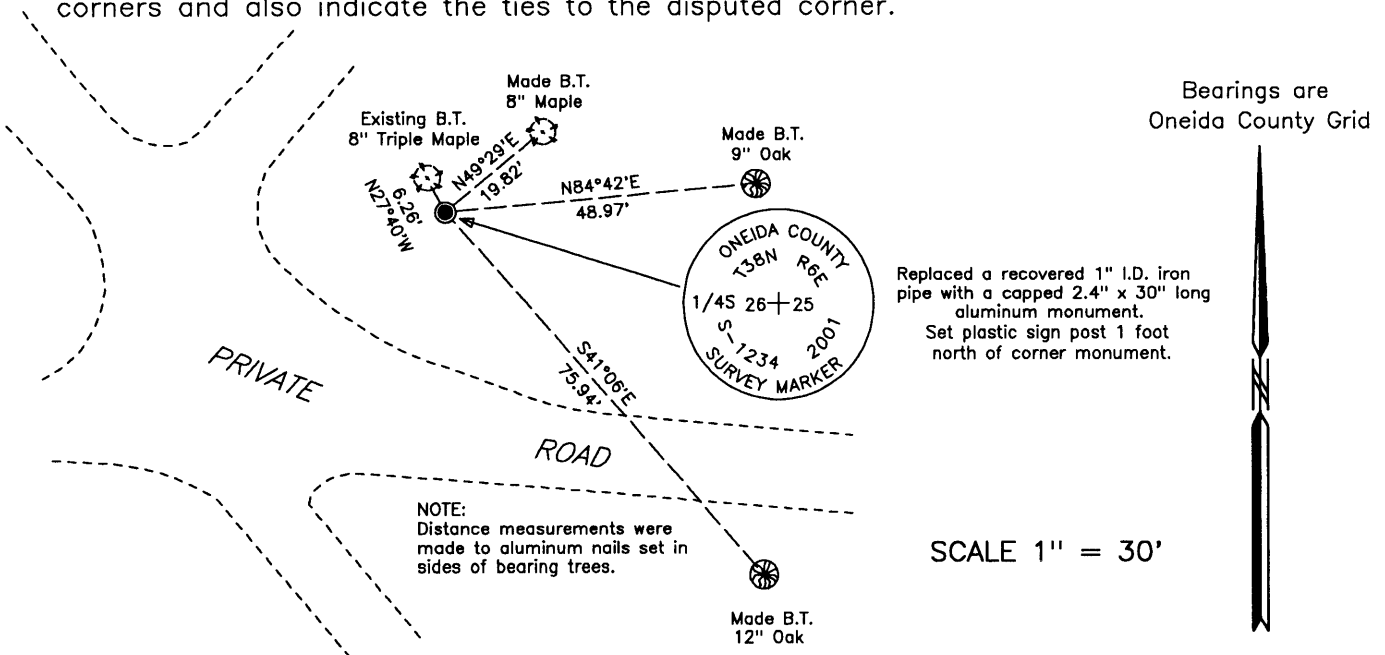 corners and also indicate the ties to the disputed corner.
Made B.T.
8" Maple
Existing B.T.
8" Triple Maple
Made B.T.
9" Oak
Bearings are
Oneida County Grid
N49°29'E
19.82'
N84°42'E
48.97'
6.26'
N27°40'W
ONEIDA COUNTY
T38N R6E
1/4S 26+25
S-1234 2001
SURVEY MARKER
Replaced a recovered 1" I.D. iron
pipe with a capped 2.4" x 30" long
aluminum monument.
Set plastic sign post 1 foot
north of corner monument.
S41°06'E
75.94'
PRIVATE
ROAD
NOTE:
Distance measurements were
made to aluminum nails set in
sides of bearing trees.
SCALE 1" = 30'
Made B.T.
12" Oak
N